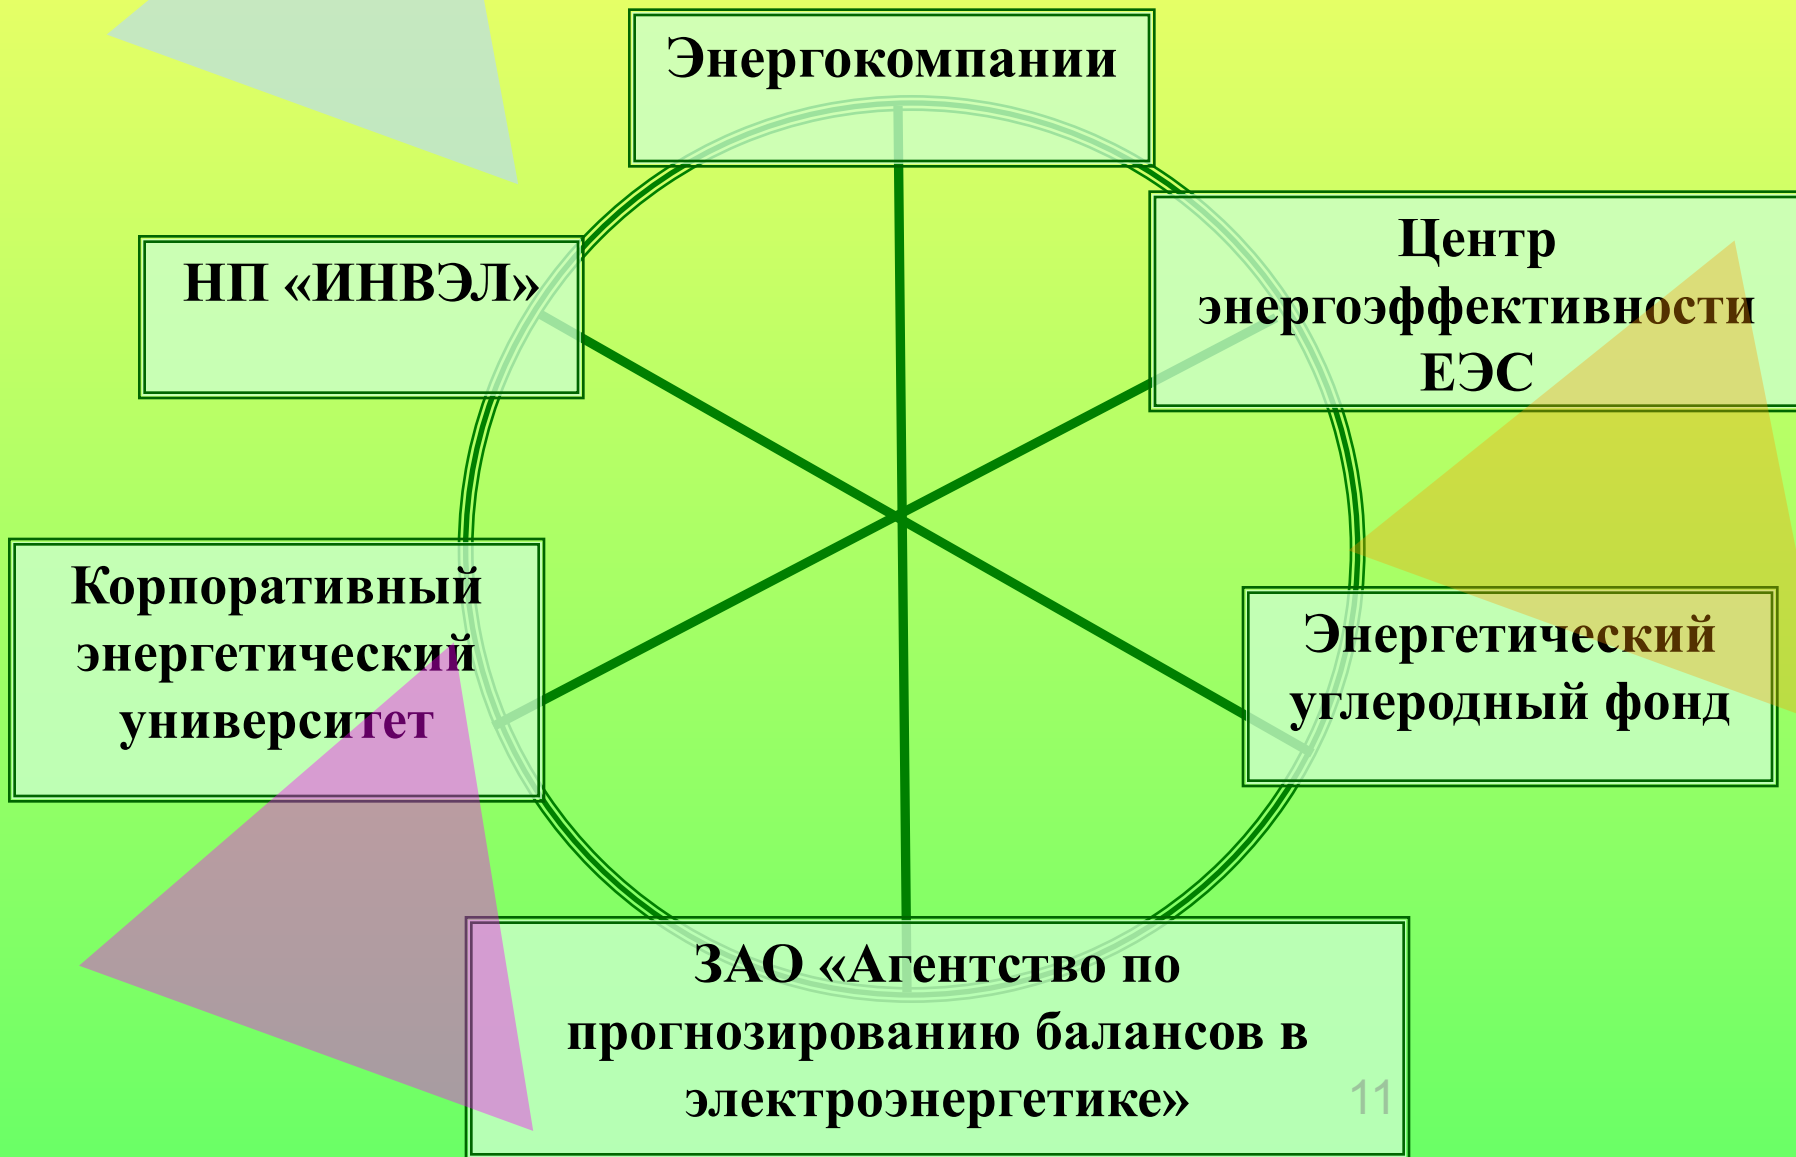 Энергокомпании
Центр
энергоэффективности
ЕЭС
НП «ИНВЭЛ»
Корпоративный
энергетический
университет
Энергетический
углеродный фонд
ЗАО «Агентство по
прогнозированию балансов в
электроэнергетике»
11